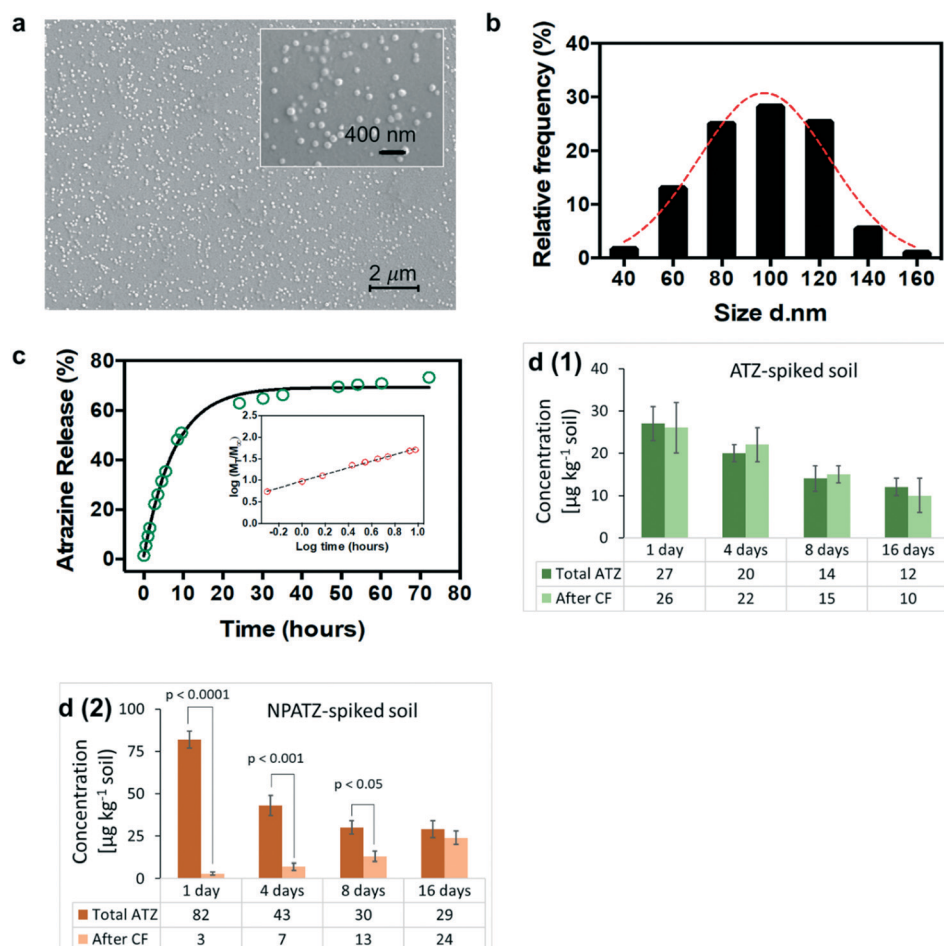 a
400 nm
2 μm
b
Relative frequency (%)
40
30
20
10
0
40 60 80 100 120 140 160
Size d.nm
c
Atrazine Release (%)
80
60
40
20
0
0 10 20 30 40 50 60 70 80
Time (hours)
log (M_T/M_∞)
2.5
2.0
1.5
1.0
0.5
0.0
-0.2 0.0 0.2 0.4 0.6 0.8 1.0
Log time (hours)
d (1)
ATZ-spiked soil
Concentration
[µg kg⁻¹ soil)
40
30
20
10
0
1 day 4 days 8 days 16 days
Total ATZ 27 20 14 12
After CF 26 22 15 10
d (2)
NPATZ-spiked soil
p < 0.0001
p < 0.001
p < 0.05
Concentration
[µg kg⁻¹ soil)
100
75
50
25
0
1 day 4 days 8 days 16 days
Total ATZ 82 43 30 29
After CF 3 7 13 24